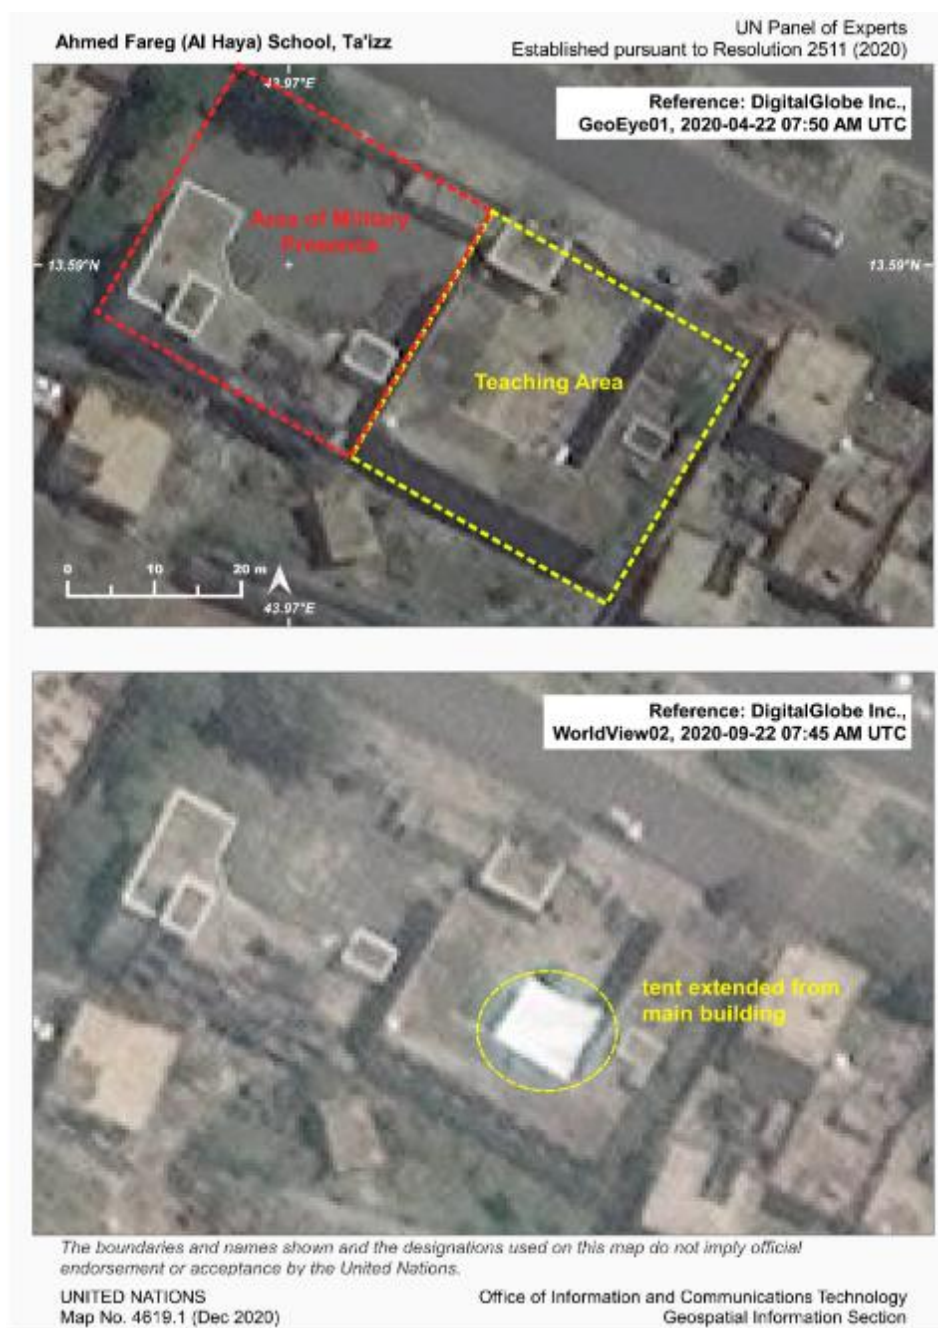 Ahmed Fareg (Al Haya) School, Ta'izz
UN Panel of Experts
Established pursuant to Resolution 2511 (2020)
43.97°E
Reference: DigitalGlobe Inc.,
GeoEye01, 2020-04-22 07:50 AM UTC
Area of Military
Presence
13.59°N
13.59°N
Teaching Area
0 10 20 m
43.97°E
Reference: DigitalGlobe Inc.,
WorldView02, 2020-09-22 07:45 AM UTC
tent extended from
main building
The boundaries and names shown and the designations used on this map do not imply official
endorsement or acceptance by the United Nations.
UNITED NATIONS
Map No. 4619.1 (Dec 2020)
Office of Information and Communications Technology
Geospatial Information Section